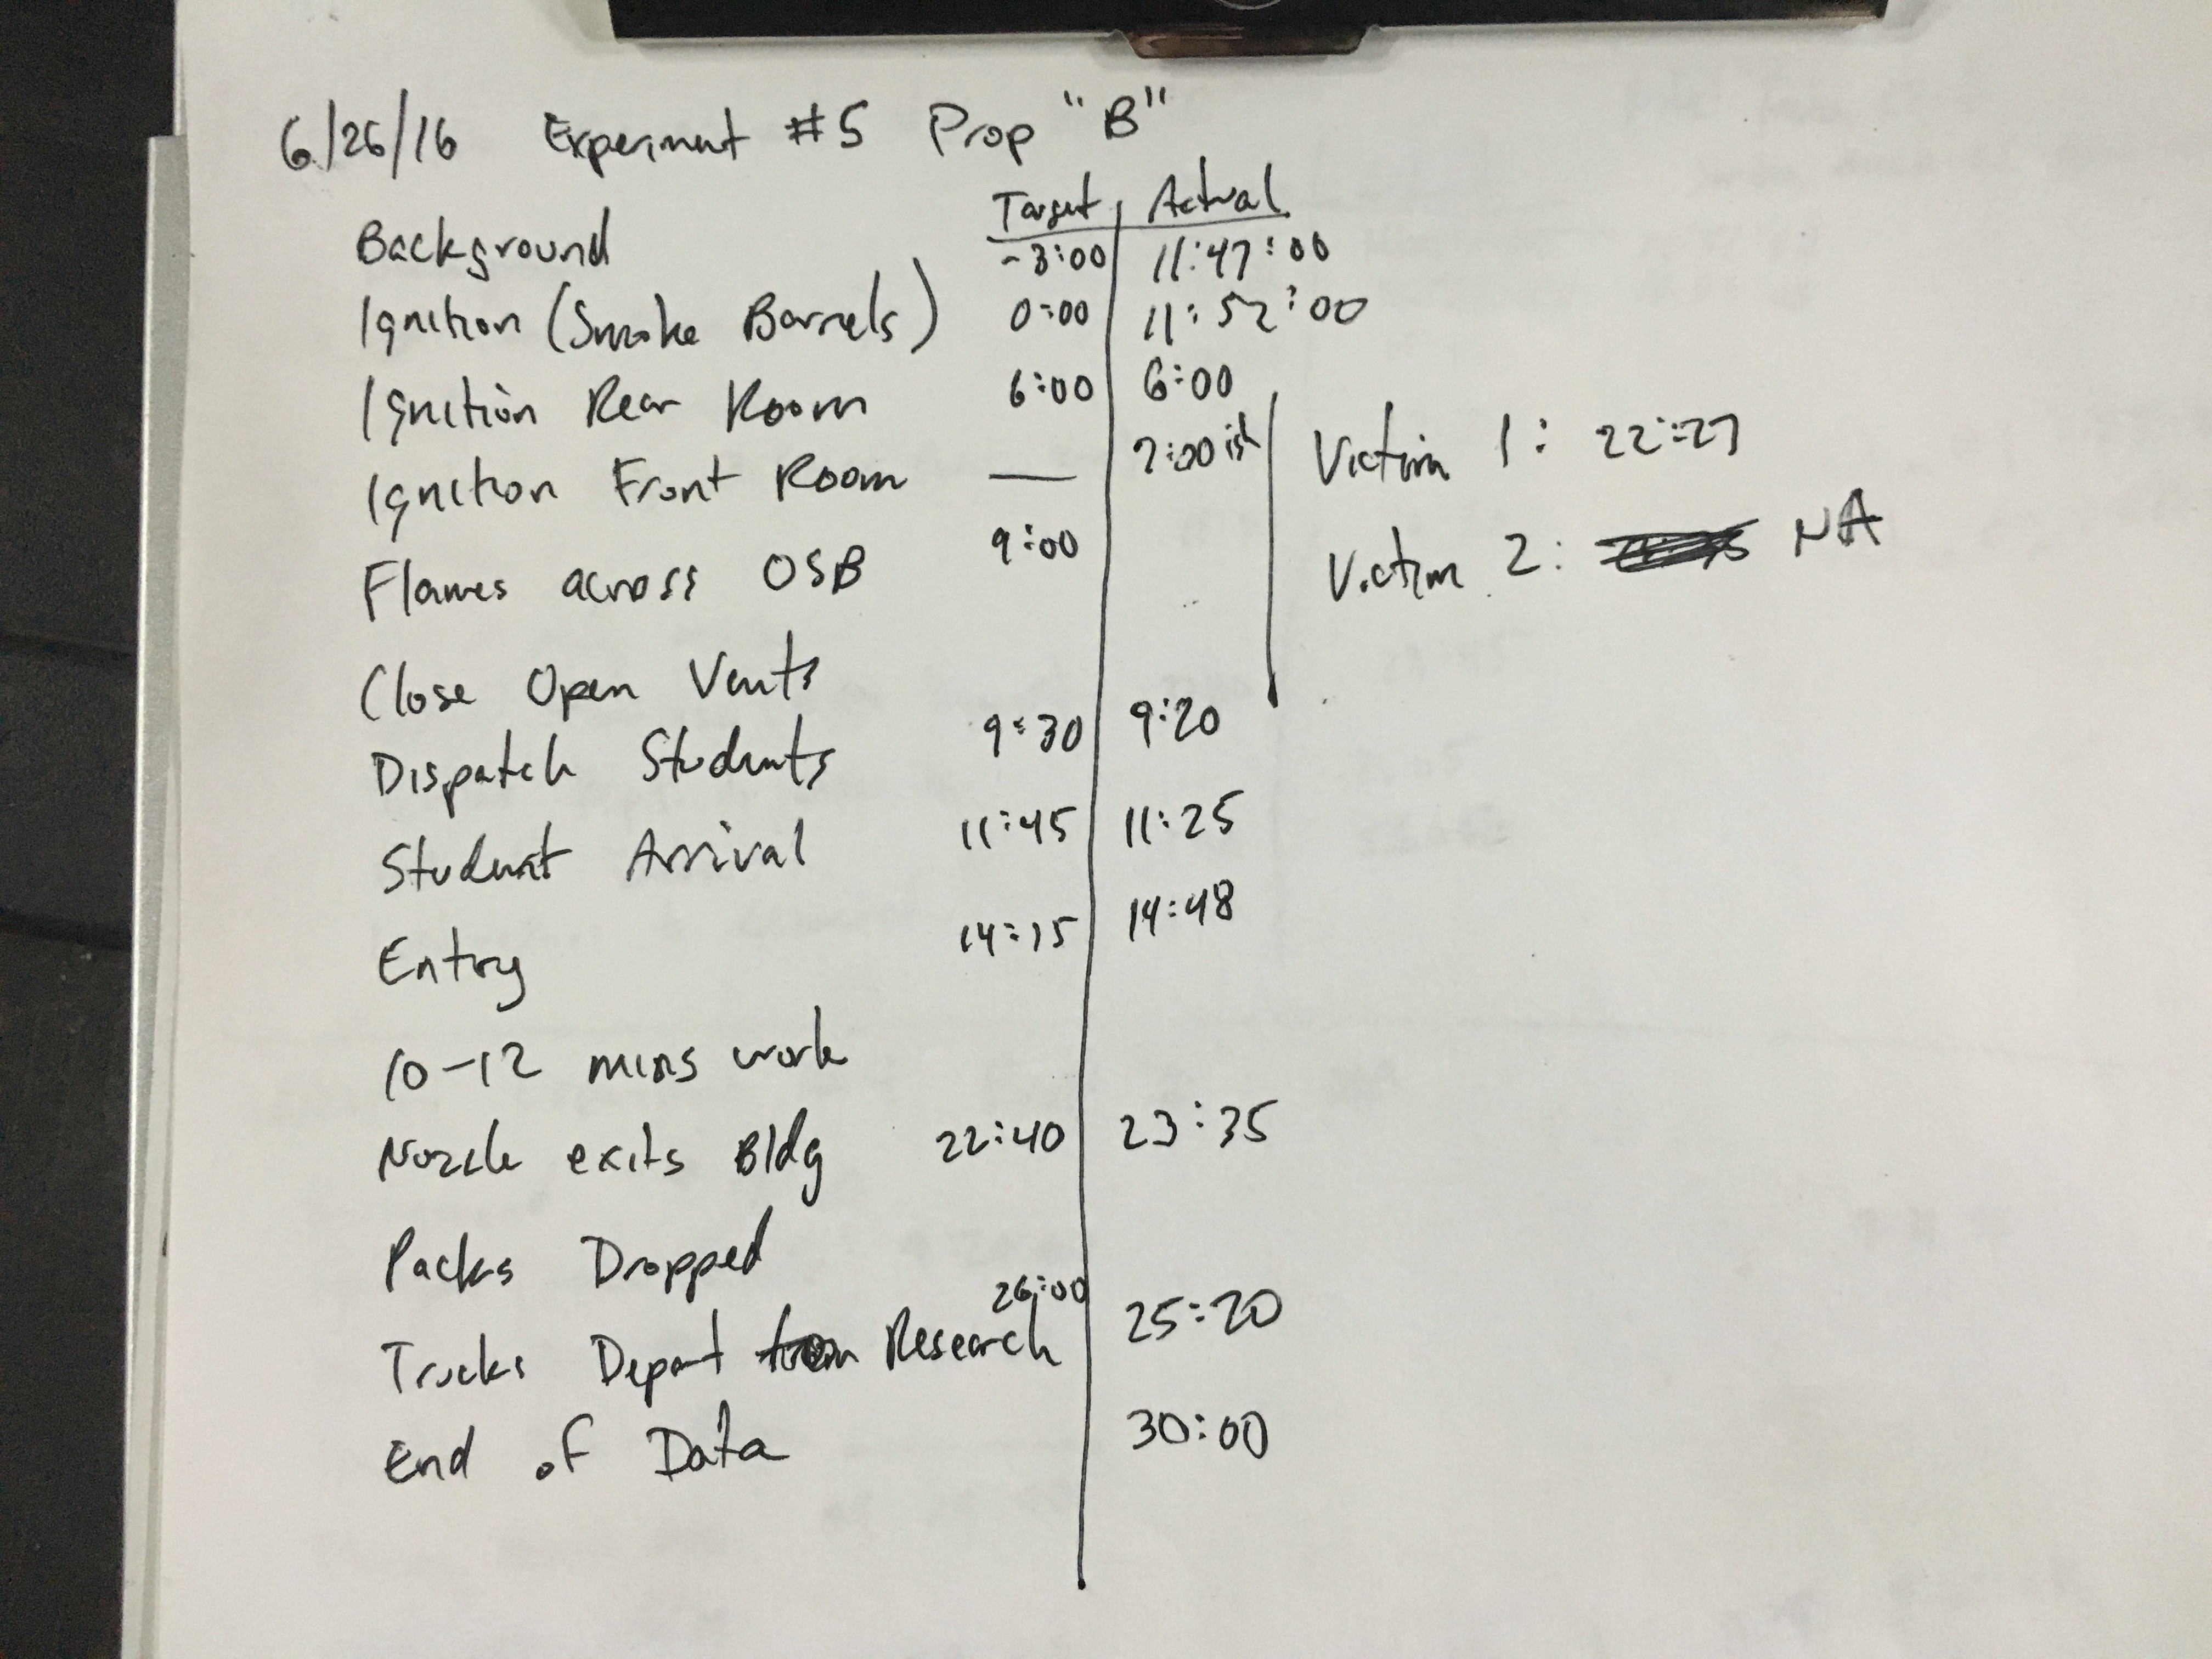 6/26/16 Experiment #5 Prop "B"
Target Actual
Background -3:00 11:47:00
Ignition (Smoke Barrels) 0:00 11:52:00
Ignition Rear Room 6:00 6:00
Ignition Front Room — 7:00 ish
Flames across OSB 9:00
Close Open Vents
Dispatch Students 9:30 9:20
Student Arrival 11:45 11:25
Entry 14:15 14:48
10-12 mins work
Nozzle exits Bldg 22:40 23:35
Packs Dropped
Trucks Depart from Research 26:00 25:20
End of Data 30:00
Victim 1: 22:27
Victim 2: NA